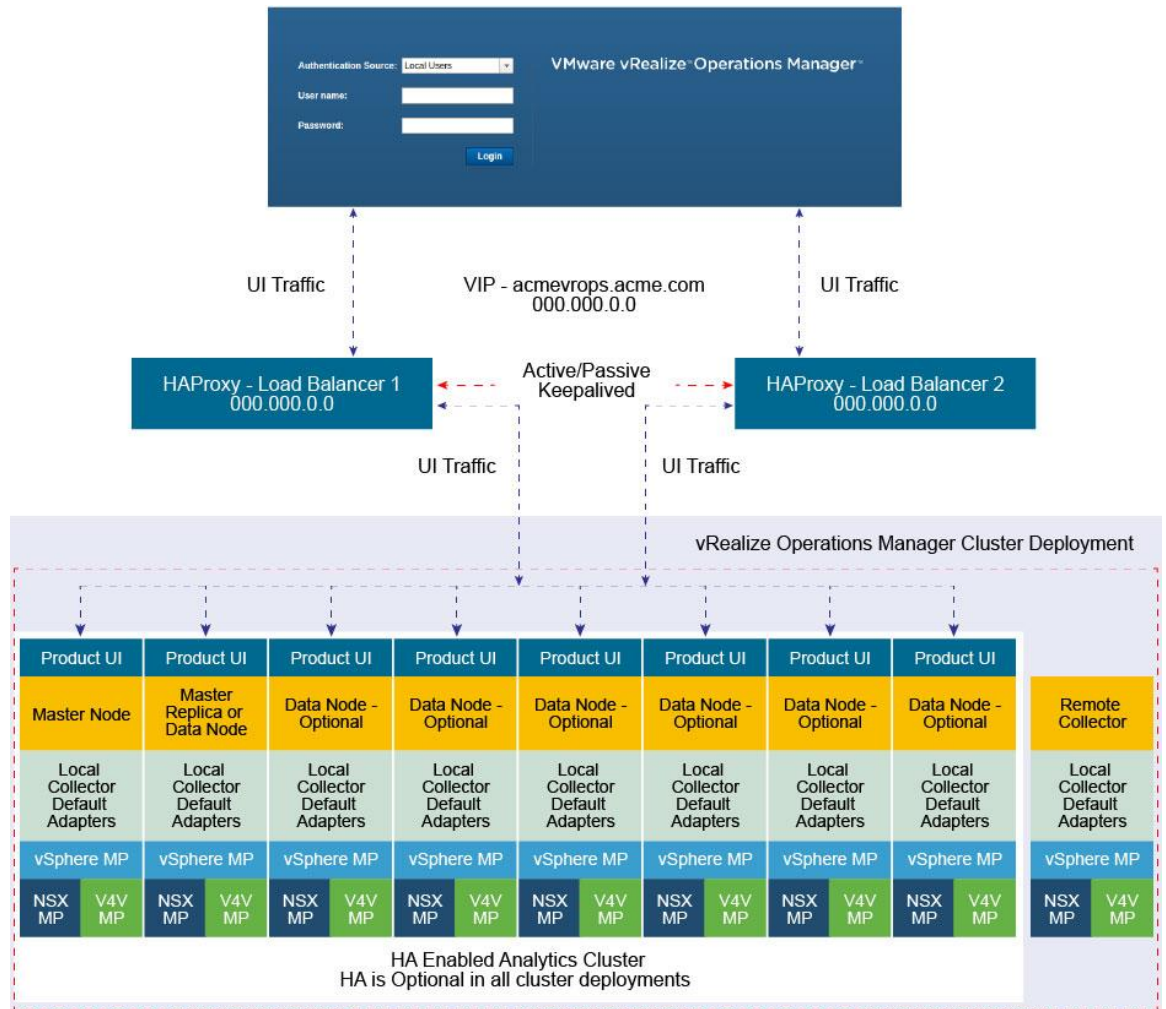 Authentication Source: Local Users
VMware vRealize™ Operations Manager™
User name:
Password:
Login
UI Traffic
VIP - acmevrops.acme.com
000.000.0.0
UI Traffic
HAProxy - Load Balancer 1
000.000.0.0
Active/Passive
Keepalived
HAProxy - Load Balancer 2
000.000.0.0
UI Traffic
UI Traffic
vRealize Operations Manager Cluster Deployment
Product UI
Product UI
Product UI
Product UI
Product UI
Product UI
Product UI
Product UI
Master Node
Master
Replica or
Data Node
Data Node -
Optional
Data Node -
Optional
Data Node -
Optional
Data Node -
Optional
Data Node -
Optional
Data Node -
Optional
Remote
Collector
Local
Collector
Default
Adapters
Local
Collector
Default
Adapters
Local
Collector
Default
Adapters
Local
Collector
Default
Adapters
Local
Collector
Default
Adapters
Local
Collector
Default
Adapters
Local
Collector
Default
Adapters
Local
Collector
Default
Adapters
Local
Collector
Default
Adapters
vSphere MP
vSphere MP
vSphere MP
vSphere MP
vSphere MP
vSphere MP
vSphere MP
vSphere MP
vSphere MP
NSX
MP
V4V
MP
NSX
MP
V4V
MP
NSX
MP
V4V
MP
NSX
MP
V4V
MP
NSX
MP
V4V
MP
NSX
MP
V4V
MP
NSX
MP
V4V
MP
NSX
MP
V4V
MP
NSX
MP
V4V
MP
HA Enabled Analytics Cluster
HA is Optional in all cluster deployments